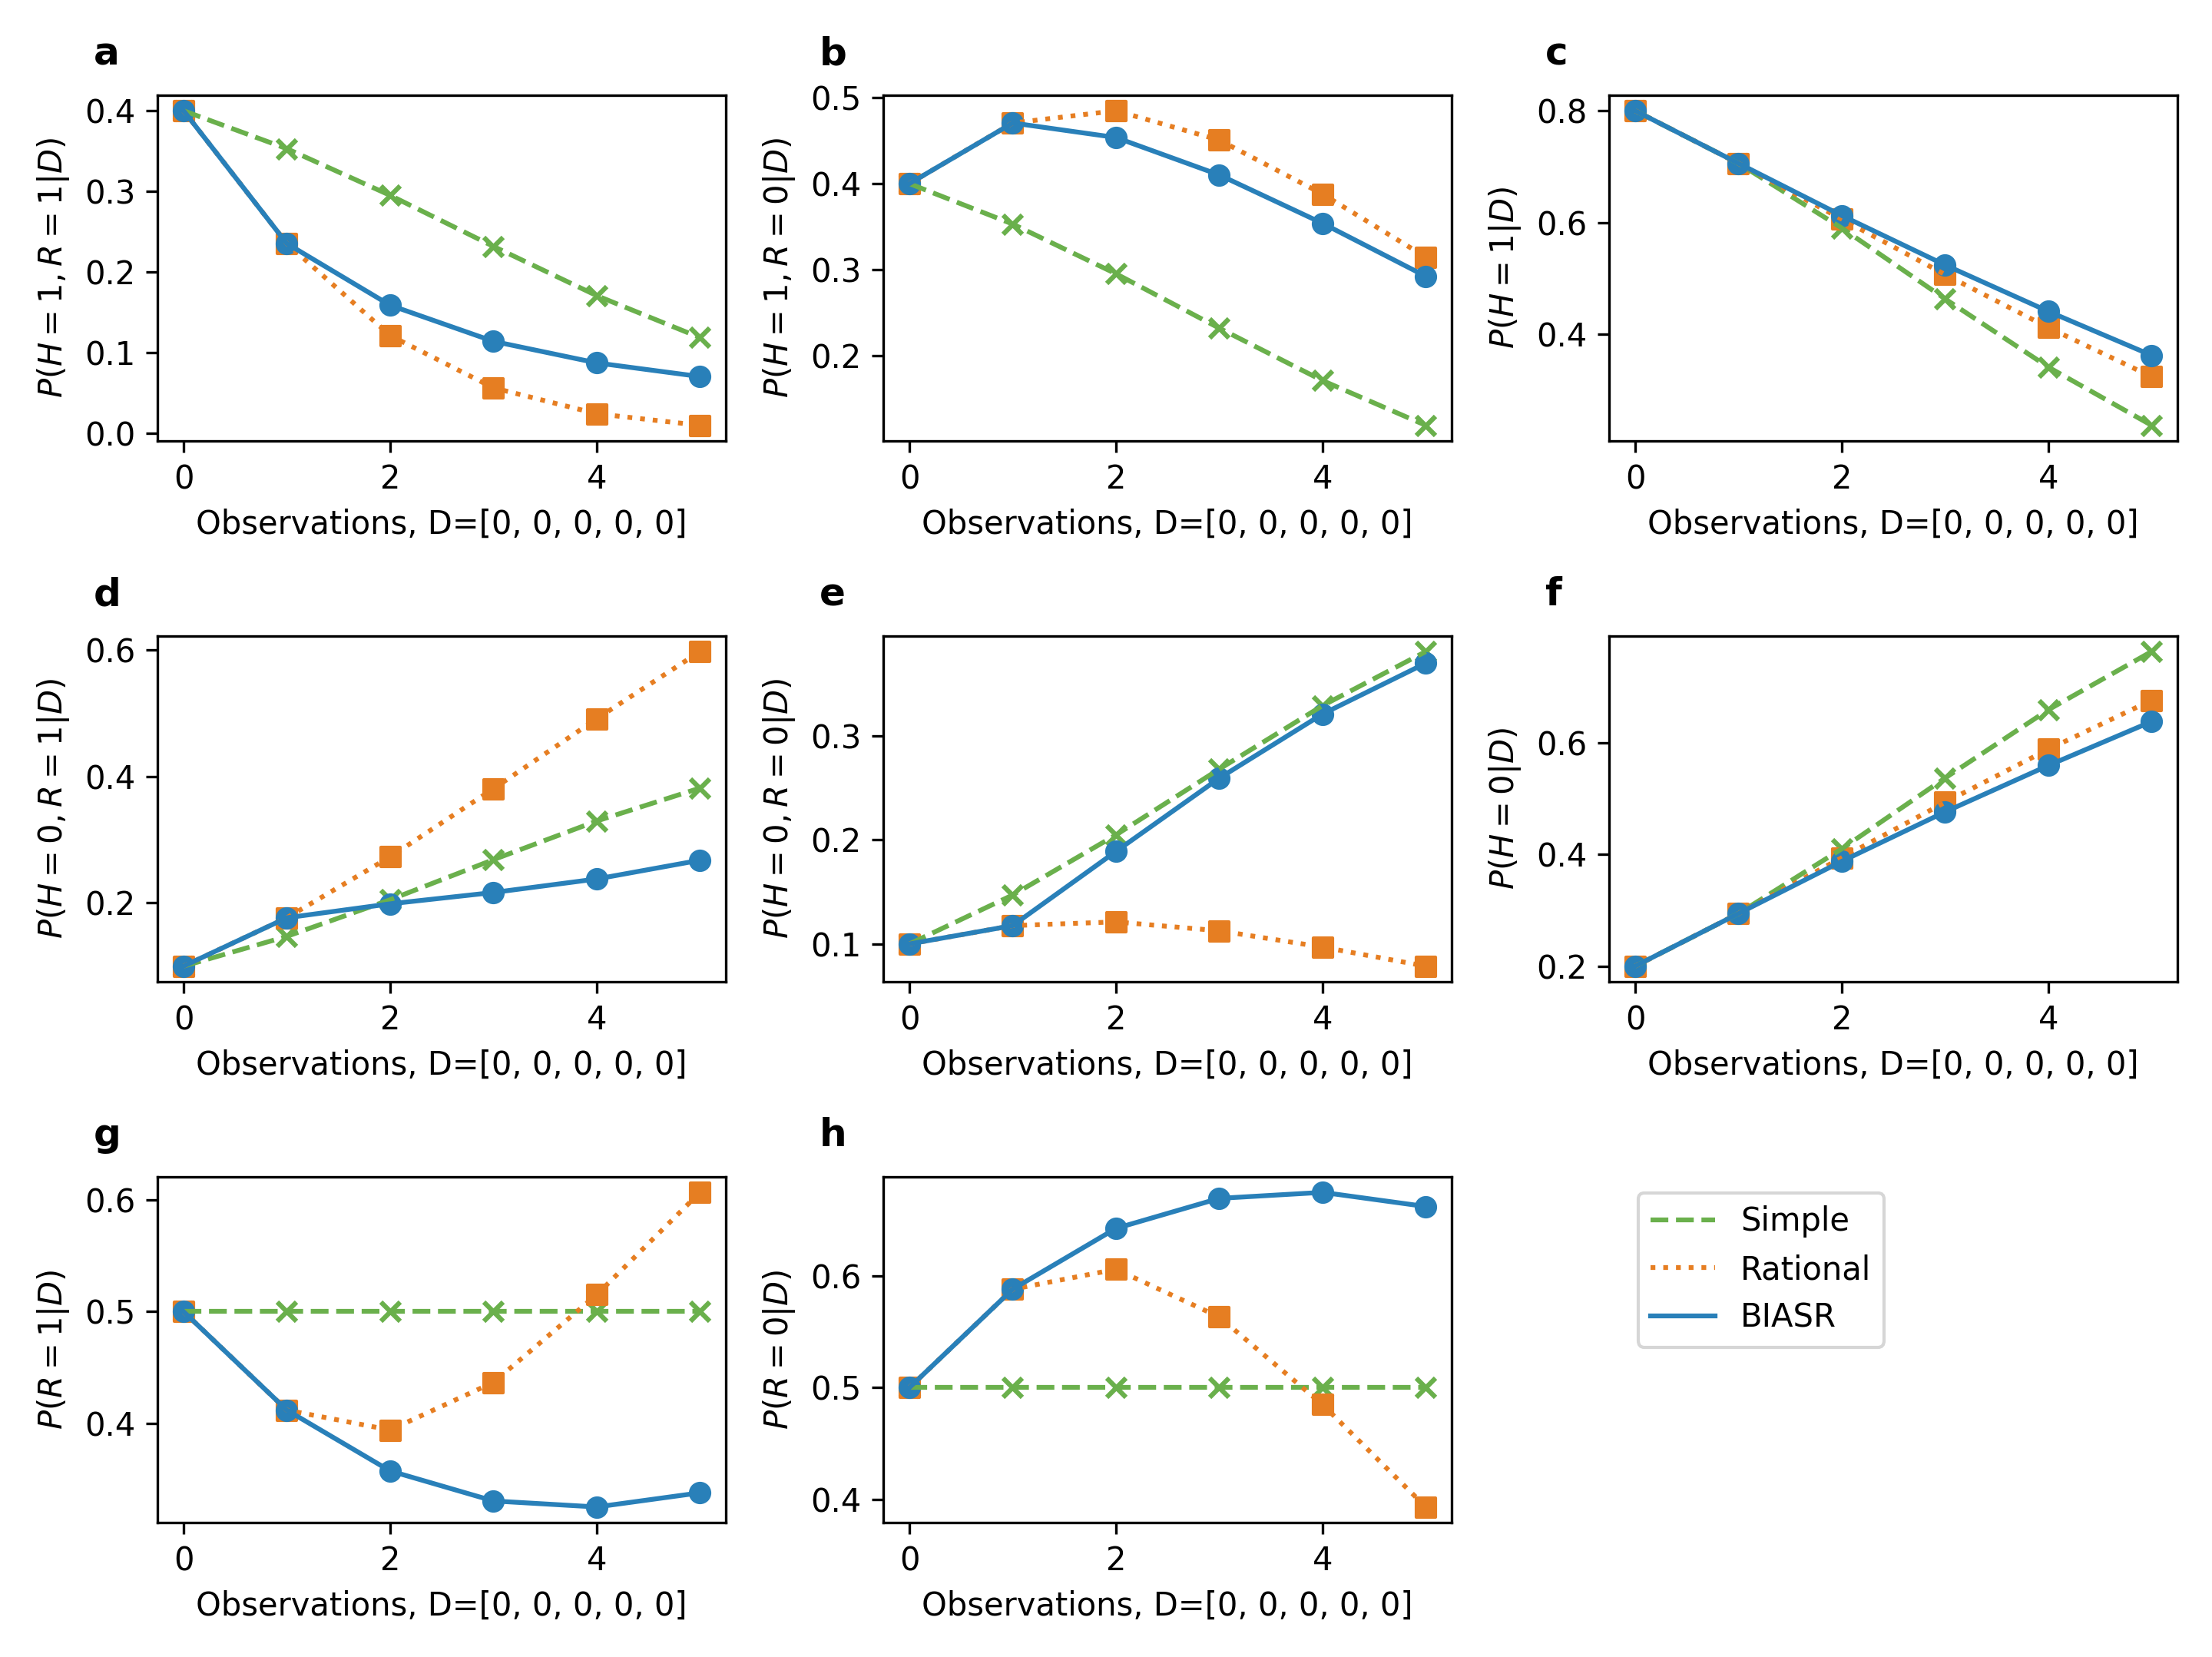 a
0.4
0.3
0.2
0.1
0.0
P(H = 1, R = 1|D)
0 2 4
Observations, D=[0, 0, 0, 0, 0]
b
0.5
0.4
0.3
0.2
P(H = 1, R = 0|D)
0 2 4
Observations, D=[0, 0, 0, 0, 0]
c
0.8
0.6
0.4
P(H = 1|D)
0 2 4
Observations, D=[0, 0, 0, 0, 0]
d
0.6
0.4
0.2
P(H = 0, R = 1|D)
0 2 4
Observations, D=[0, 0, 0, 0, 0]
e
0.3
0.2
0.1
P(H = 0, R = 0|D)
0 2 4
Observations, D=[0, 0, 0, 0, 0]
f
0.6
0.4
0.2
P(H = 0|D)
0 2 4
Observations, D=[0, 0, 0, 0, 0]
g
0.6
0.5
0.4
P(R = 1|D)
0 2 4
Observations, D=[0, 0, 0, 0, 0]
h
0.6
0.5
0.4
P(R = 0|D)
0 2 4
Observations, D=[0, 0, 0, 0, 0]
Simple
Rational
BIASR